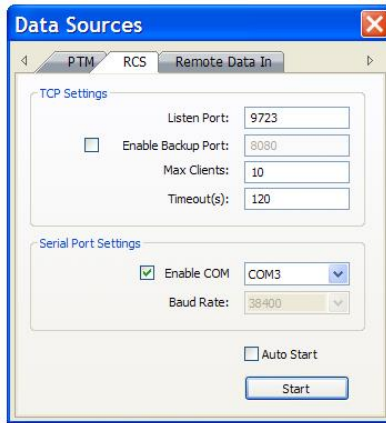 Data Sources
PTM RCS Remote Data In
TCP Settings
Listen Port: 9723
Enable Backup Port: 8080
Max Clients: 10
Timeout(s): 120
Serial Port Settings
Enable COM COM3
Baud Rate: 38400
Auto Start
Start